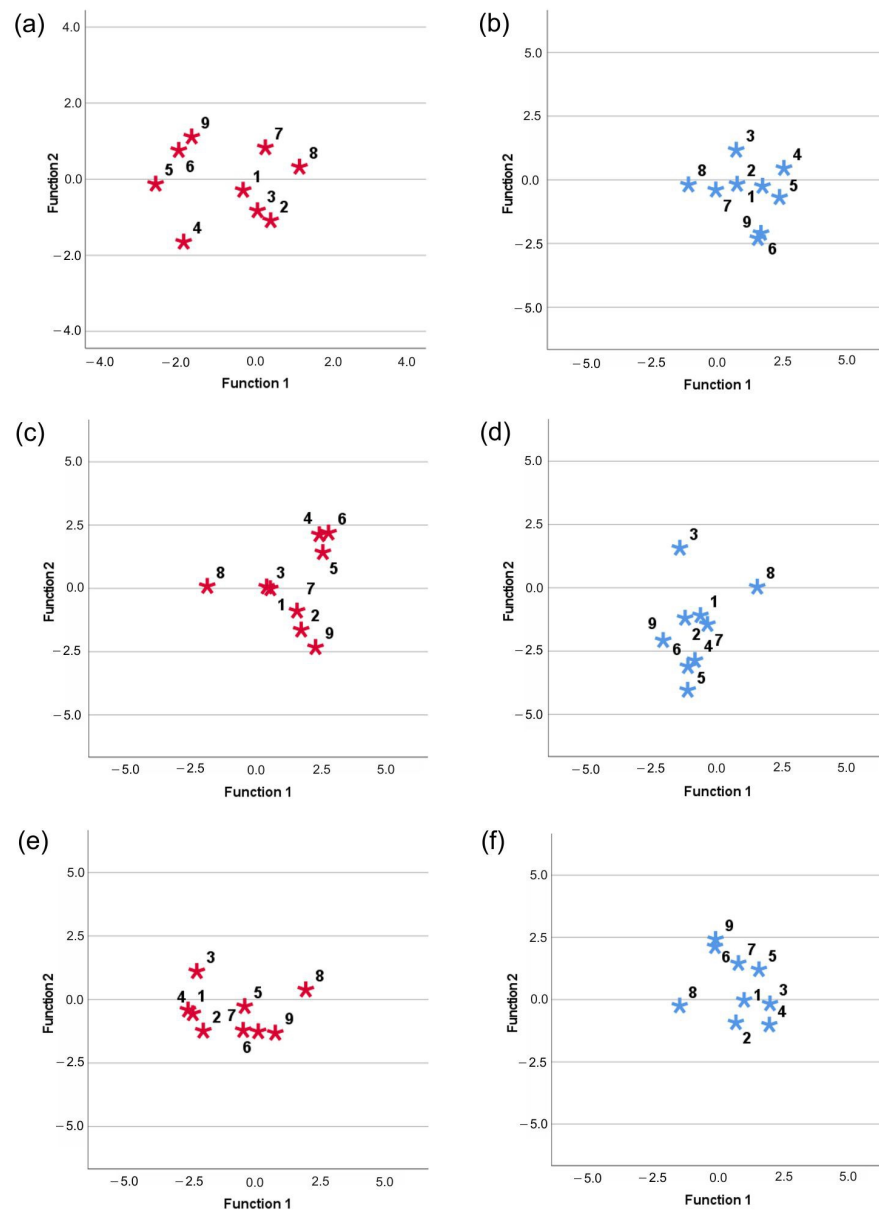 (a)
4.0
2.0
0.0
−2.0
−4.0
Function 2
9
7
8
5 6
1
3 2
4
−4.0 −2.0 0.0 2.0 4.0
Function 1
(b)
5.0
2.5
0.0
−2.5
−5.0
Function 2
3
4
8 2
1 5
7
9
6
−5.0 −2.5 0.0 2.5 5.0
Function 1
(c)
5.0
2.5
0.0
−2.5
−5.0
Function 2
4 6
5
8 3
7
1
2
9
−5.0 −2.5 0.0 2.5 5.0
Function 1
(d)
5.0
2.5
0.0
−2.5
−5.0
Function 2
3
8
1
9
2 7
6 4
5
−5.0 −2.5 0.0 2.5 5.0
Function 1
(e)
5.0
2.5
0.0
−2.5
−5.0
Function 2
3
8
4 1 5
2 7 9
6
−5.0 −2.5 0.0 2.5 5.0
Function 1
(f)
5.0
2.5
0.0
−2.5
−5.0
Function 2
9
6 7 5
8 1 3
4
2
−5.0 −2.5 0.0 2.5 5.0
Function 1